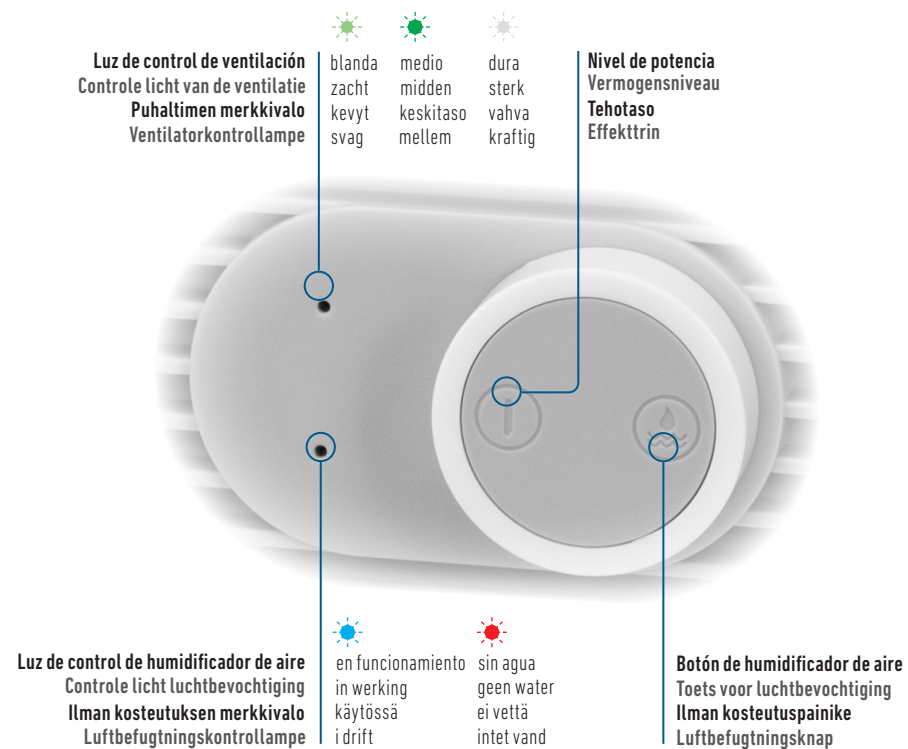 Luz de control de ventilación
Controle licht van de ventilatie
Puhaltimen merkkivalo
Ventilatorkontrollampe
blanda
zacht
kevyt
svag
medio
midden
keskitaso
mellem
dura
sterk
vahva
kraftig
Nivel de potencia
Vermogensniveau
Tehotaso
Effekttrin
Luz de control de humidificador de aire
Controle licht luchtbevochtiging
Ilman kosteutuksen merkkivalo
Luftbefugtningskontrollampe
en funcionamiento
in werking
käytössä
i drift
sin agua
geen water
ei vettä
intet vand
Botón de humidificador de aire
Toets voor luchtbevochtiging
Ilman kosteutuspainike
Luftbefugtningsknap